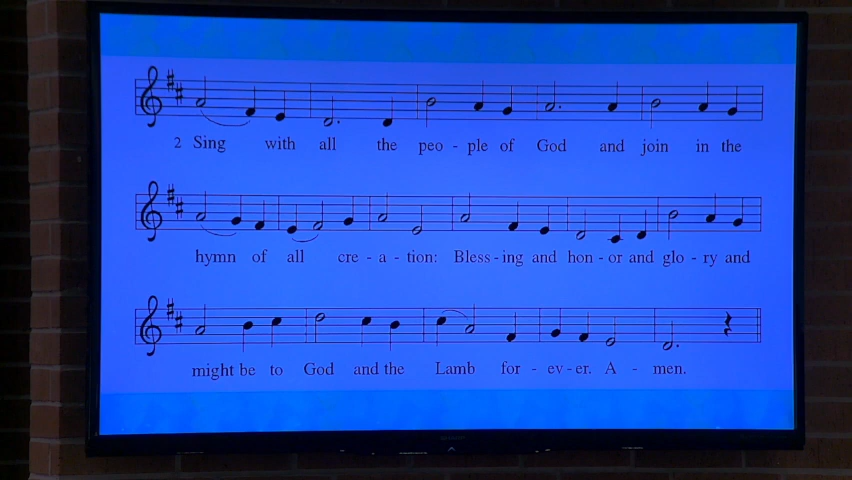 2 Sing with all the peo - ple of God and join in the
hymn of all cre - a - tion: Bless - ing and hon - or and glo - ry and
might be to God and the Lamb for - ev - er. A - men.